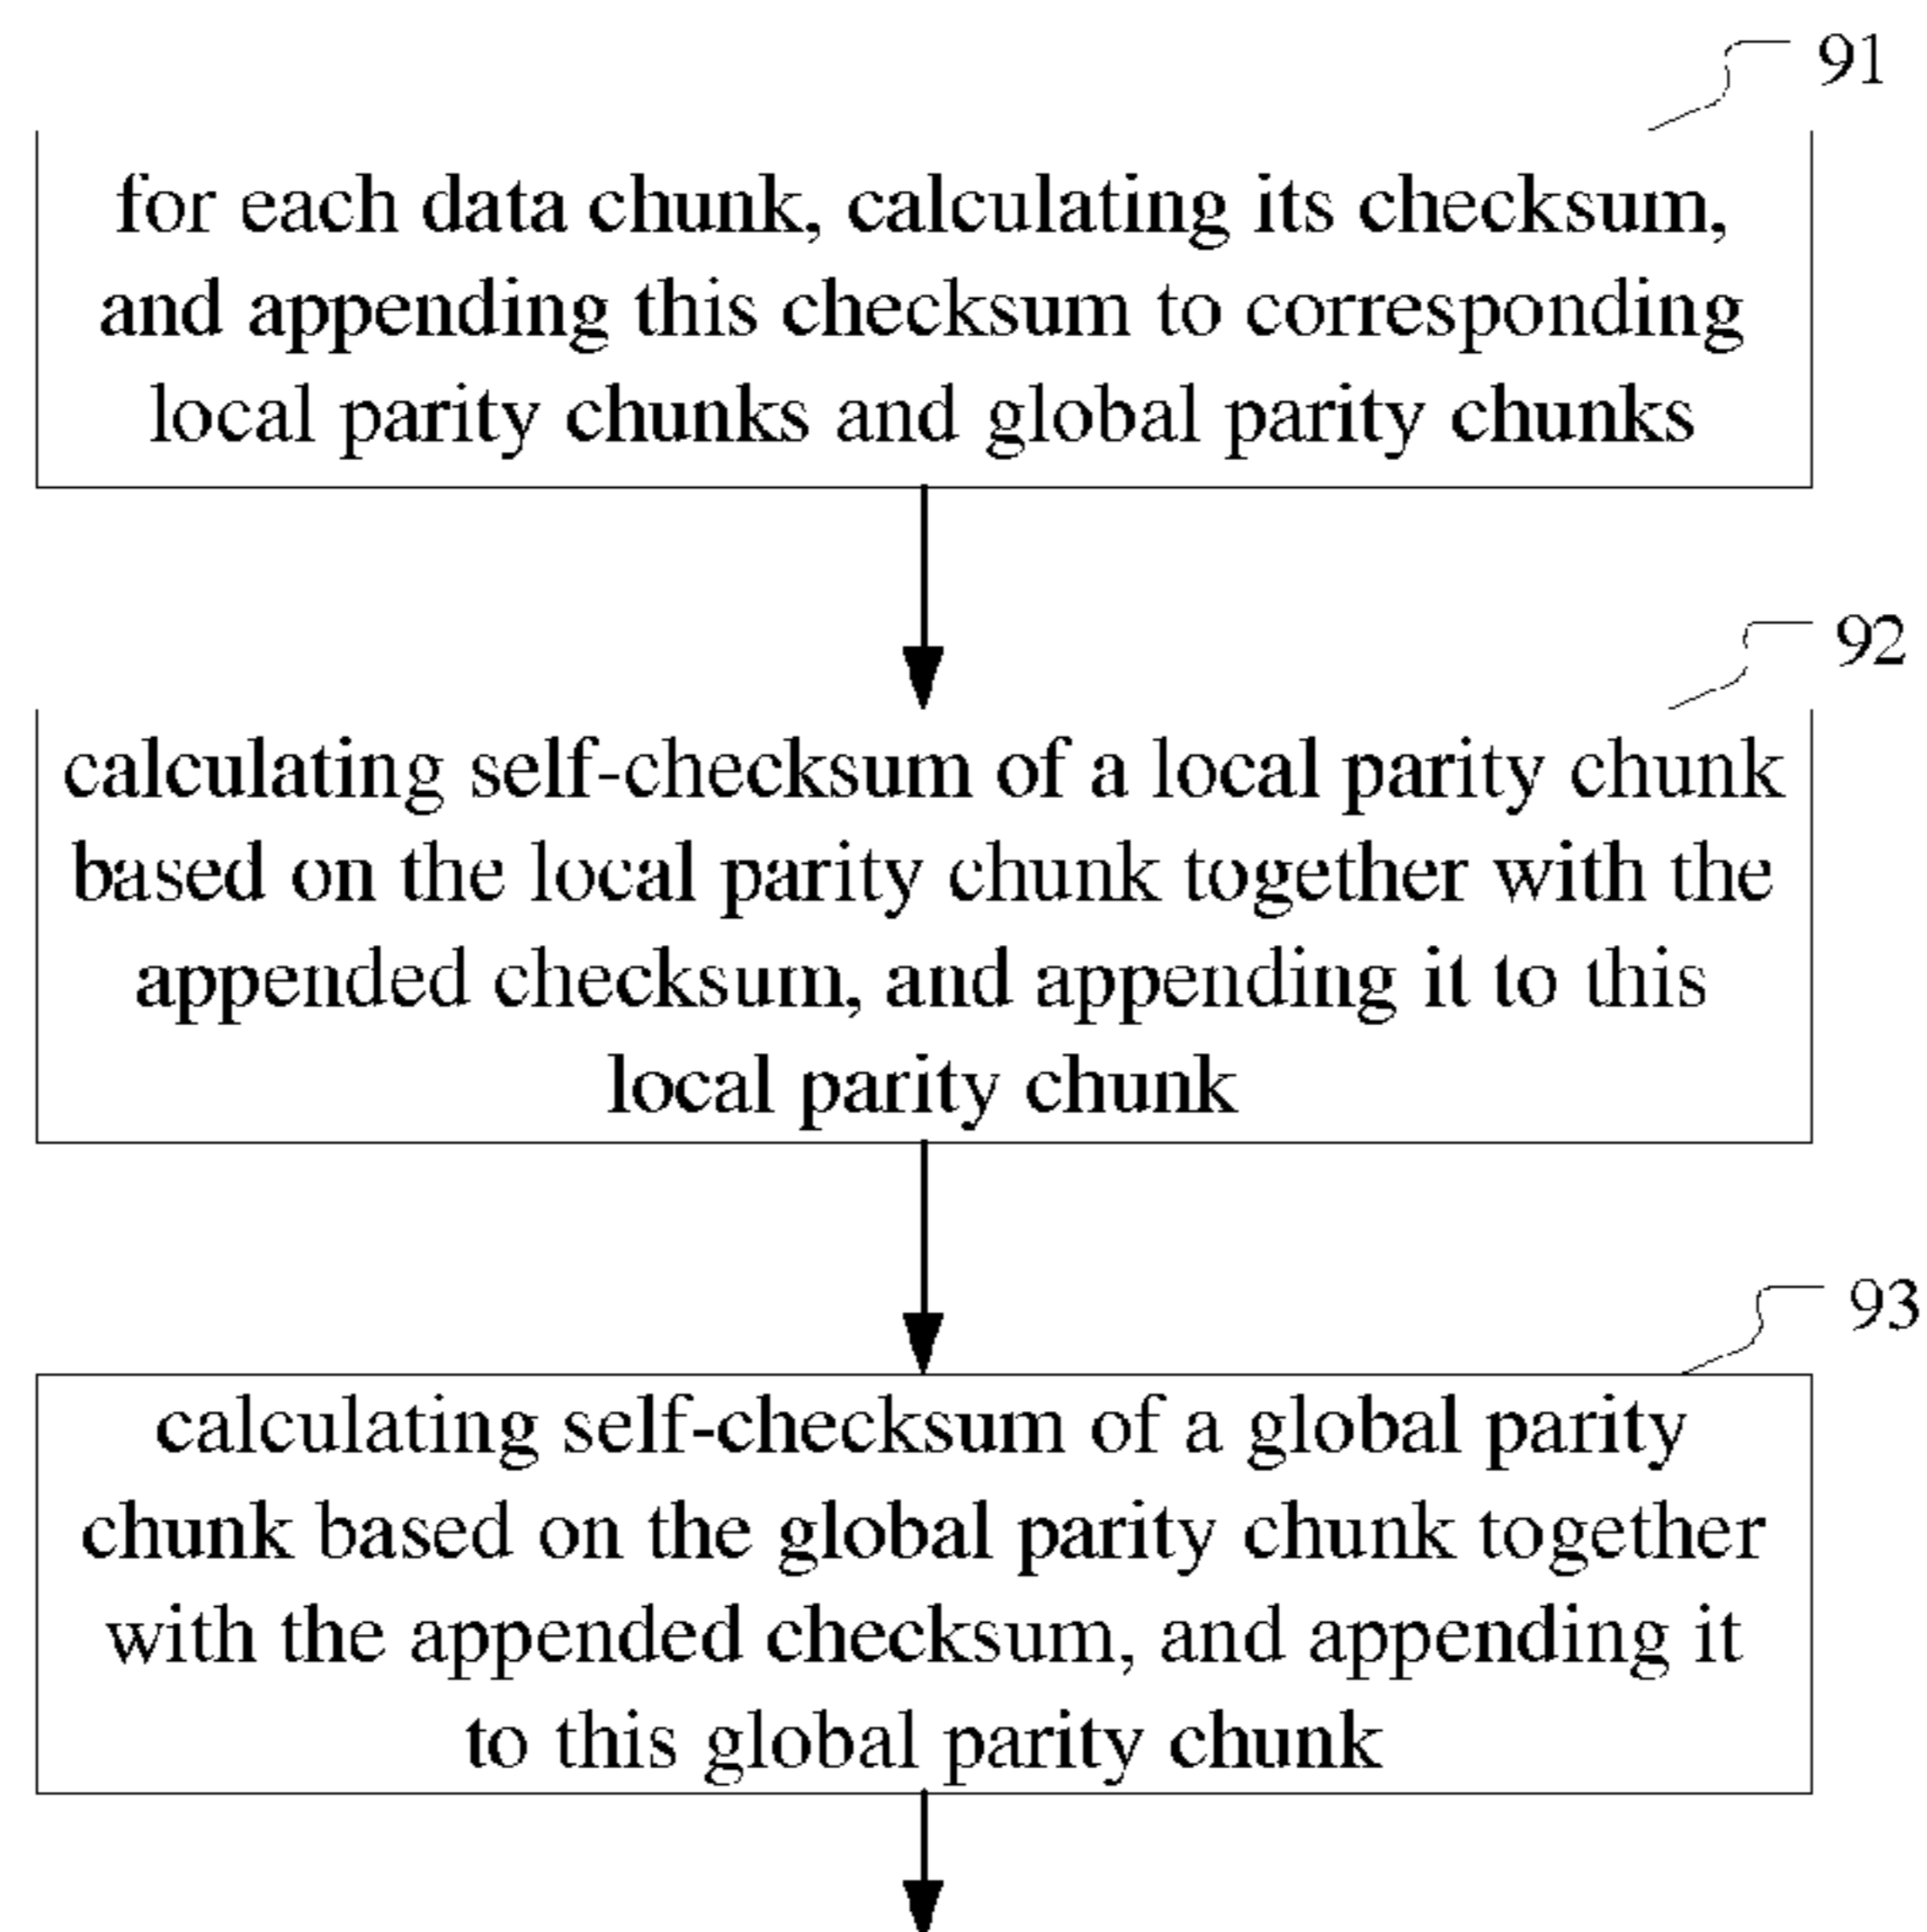 91
for each data chunk, calculating its checksum,
and appending this checksum to corresponding
local parity chunks and global parity chunks
92
calculating self-checksum of a local parity chunk
based on the local parity chunk together with the
appended checksum, and appending it to this
local parity chunk
93
calculating self-checksum of a global parity
chunk based on the global parity chunk together
with the appended checksum, and appending it
to this global parity chunk